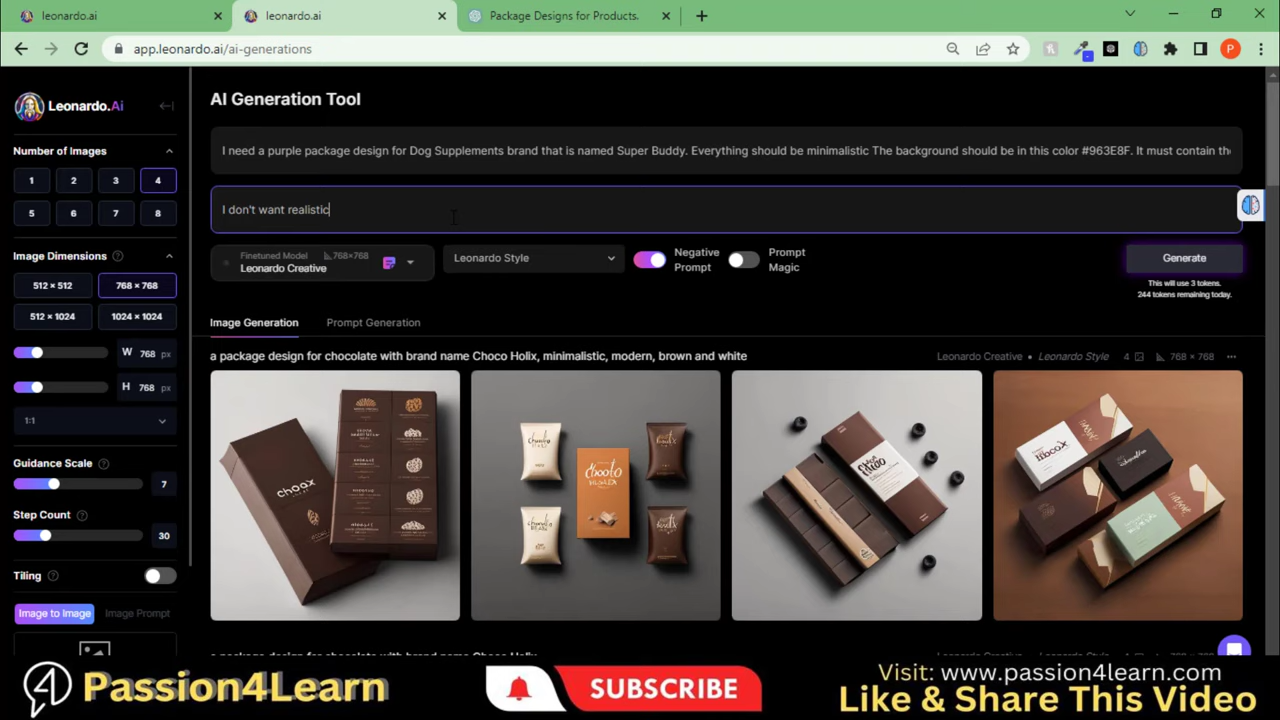 leonardo.ai
leonardo.ai
Package Designs for Products.
app.leonardo.ai/ai-generations
P
Leonardo.Ai
Number of Images
1 2 3 4
5 6 7 8
Image Dimensions
512 × 512 768 × 768
512 × 1024 1024 × 1024
W 768 px
H 768 px
1:1
Guidance Scale
7
Step Count
30
Tiling
Image to Image Image Prompt
AI Generation Tool
I need a purple package design for Dog Supplements brand that is named Super Buddy. Everything should be minimalistic The background should be in this color #963E8F. It must contain the
I don't want realistic
Finetuned Model 768×768
Leonardo Creative
Leonardo Style
Negative Prompt
Prompt Magic
Generate
This will use 3 tokens.
244 tokens remaining today.
Image Generation Prompt Generation
a package design for chocolate with brand name Choco Holix, minimalistic, modern, brown and white
Leonardo Creative • Leonardo Style 4 768 × 768
choax
Passion4Learn
SUBSCRIBE
Visit: www.passion4learn.com
Like & Share This Video